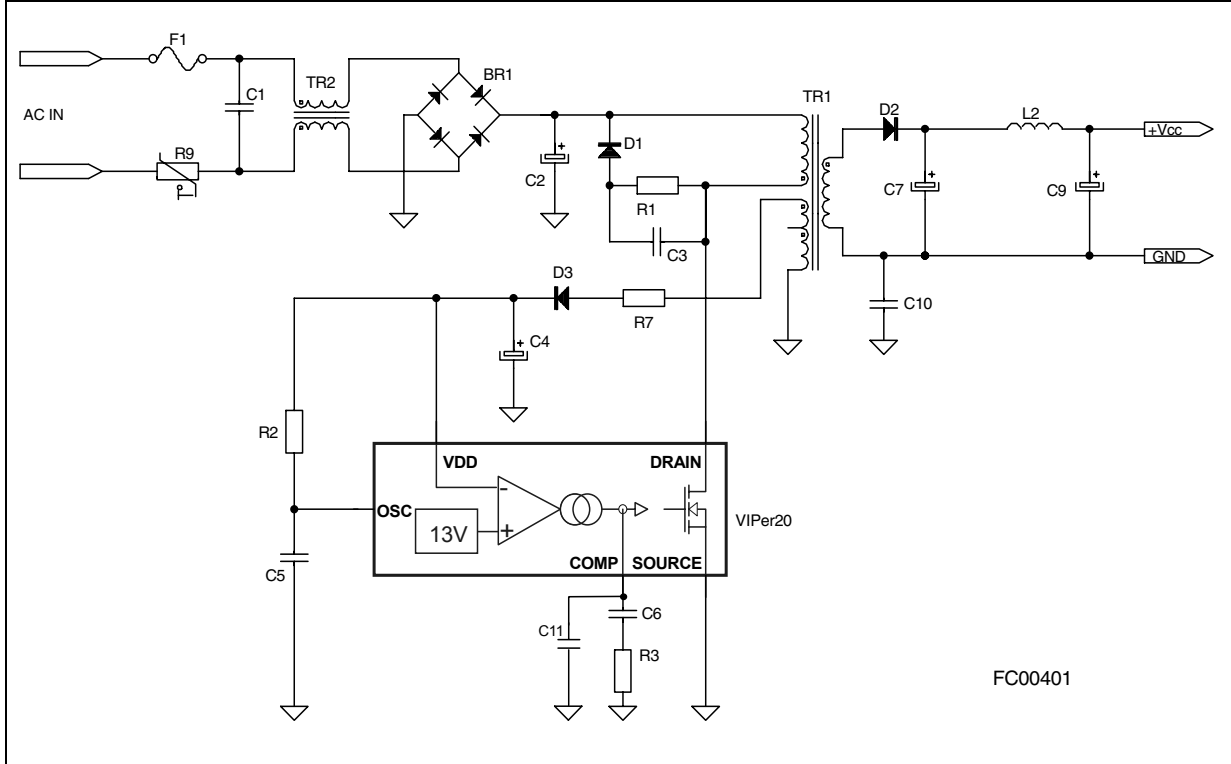 F1
TR2
BR1
TR1
D2
L2
+Vcc
AC IN
C1
R9
T
C2
D1
R1
C3
C7
C9
GND
D3
R7
C10
C4
R2
VDD
DRAIN
OSC
13V
VIPer20
COMP SOURCE
C5
C6
C11
R3
FC00401